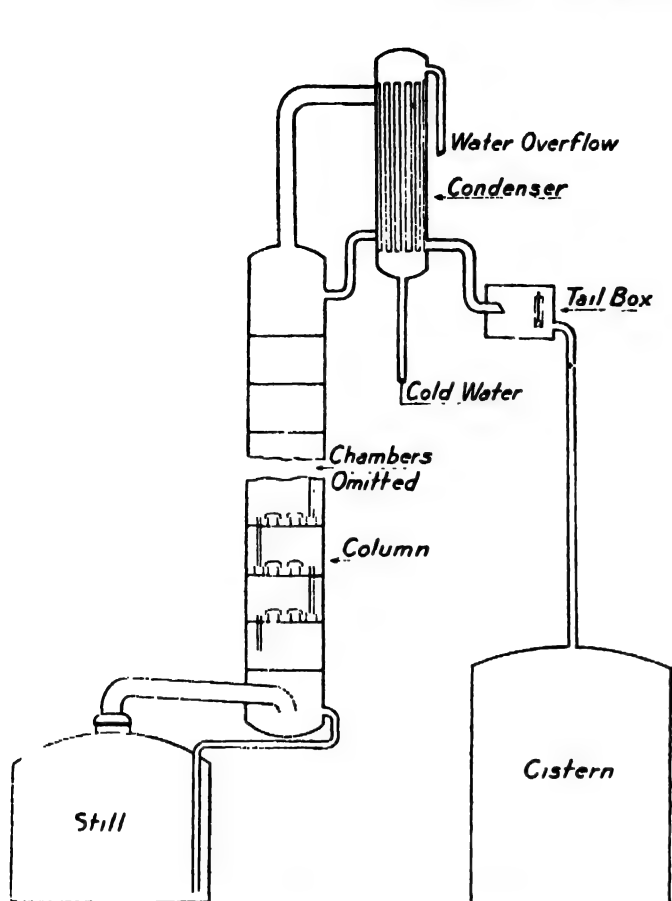 Water Overflow
Condenser
Tail Box
Cold Water
Chambers
Omitted
Column
Cistern
Still